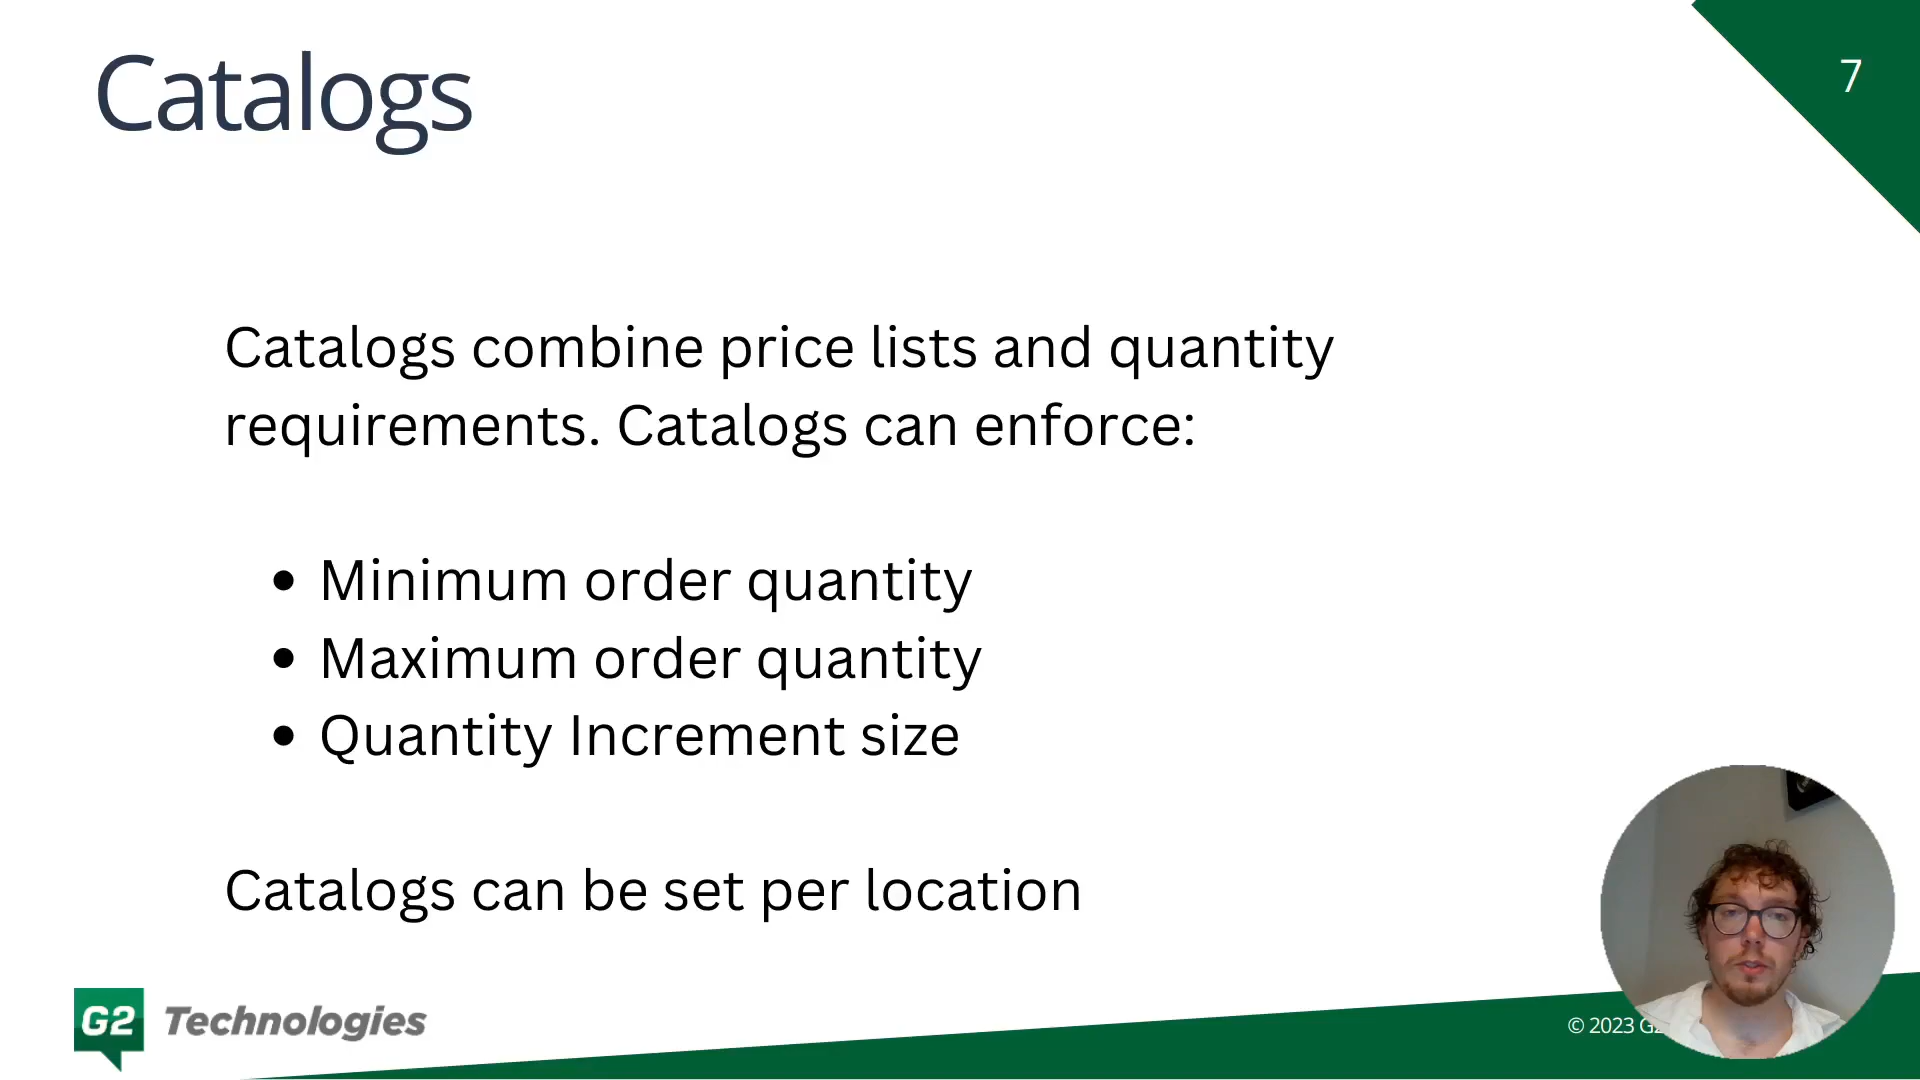 Catalogs
7
Catalogs combine price lists and quantity
requirements. Catalogs can enforce:
• Minimum order quantity
• Maximum order quantity
• Quantity Increment size
Catalogs can be set per location
G2 Technologies
© 2023